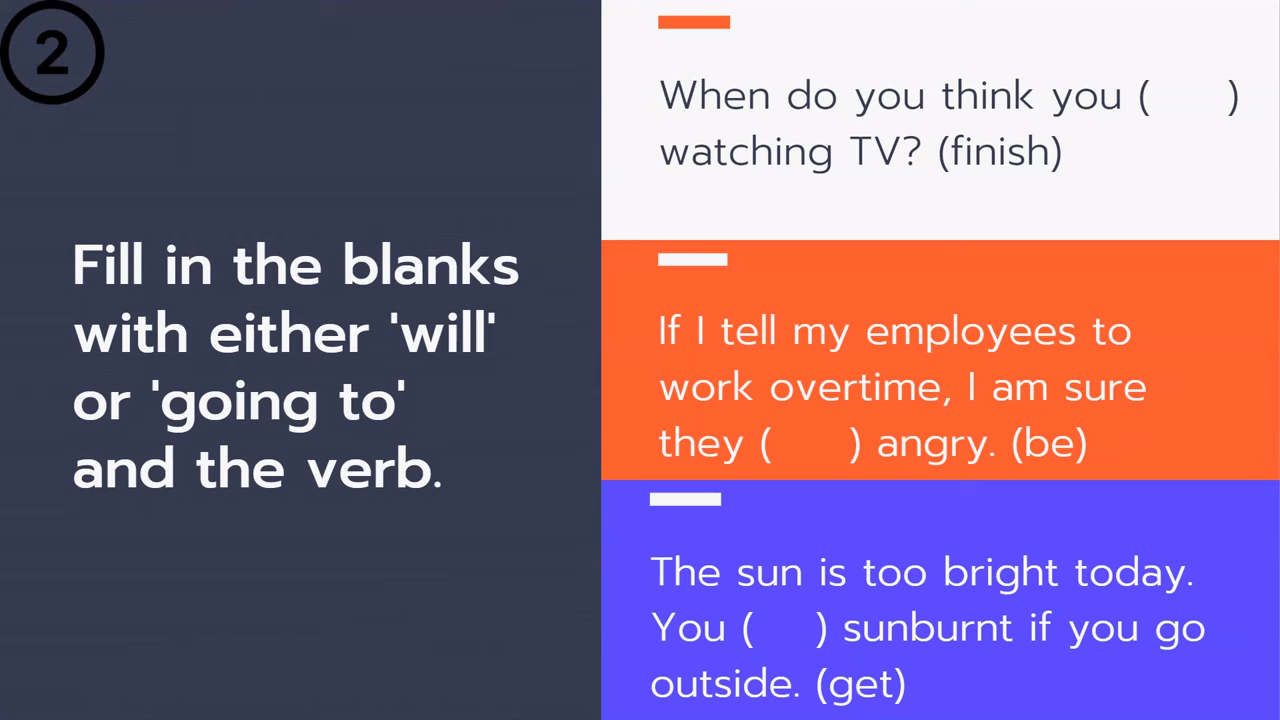 2
Fill in the blanks
with either 'will'
or 'going to'
and the verb.
When do you think you (      )
watching TV? (finish)
If I tell my employees to
work overtime, I am sure
they (      ) angry. (be)
The sun is too bright today.
You (     ) sunburnt if you go
outside. (get)